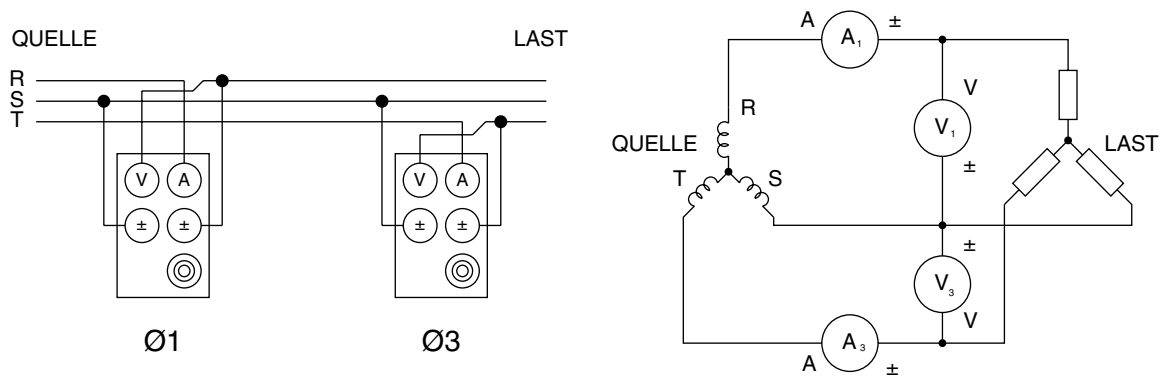 QUELLE LAST
R
S
T
V A V A
± ± ± ±
Ø1 Ø3
A A₁ ±
R
V
V₁
±
QUELLE LAST
T S
±
V₃
V
A A₃ ±